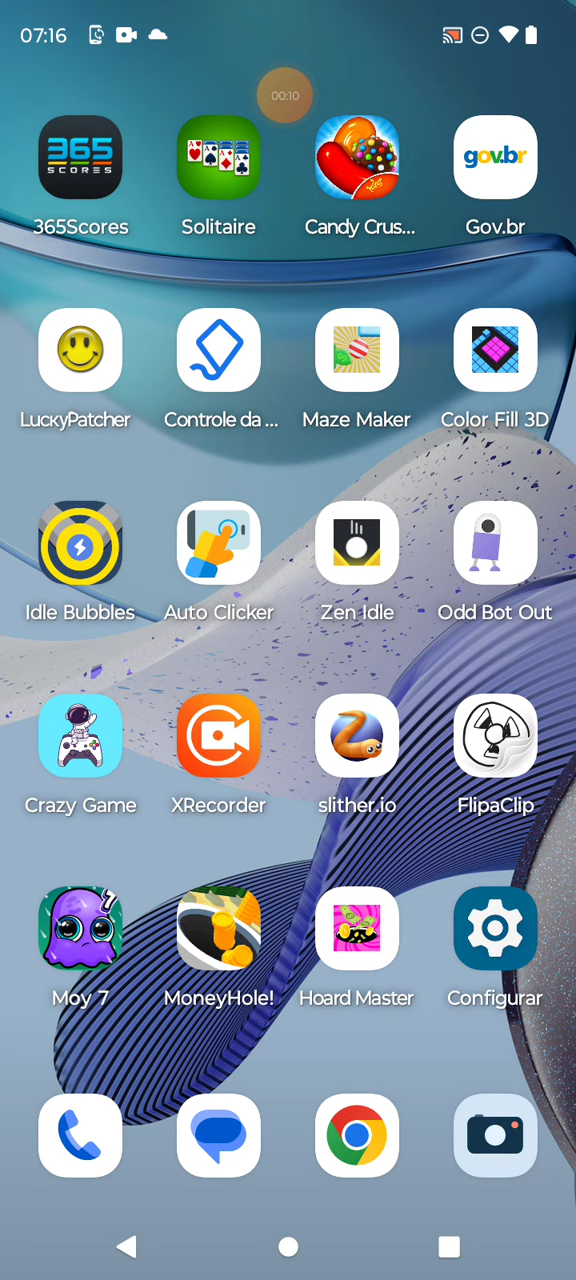 07:16
00:10
365
SCORES
gov.br
365Scores
Solitaire
Candy Crus...
Gov.br
LuckyPatcher
Controle da ...
Maze Maker
Color Fill 3D
Idle Bubbles
Auto Clicker
Zen Idle
Odd Bot Out
Crazy Game
XRecorder
slither.io
FlipaClip
7
Moy 7
MoneyHole!
Hoard Master
Configurar